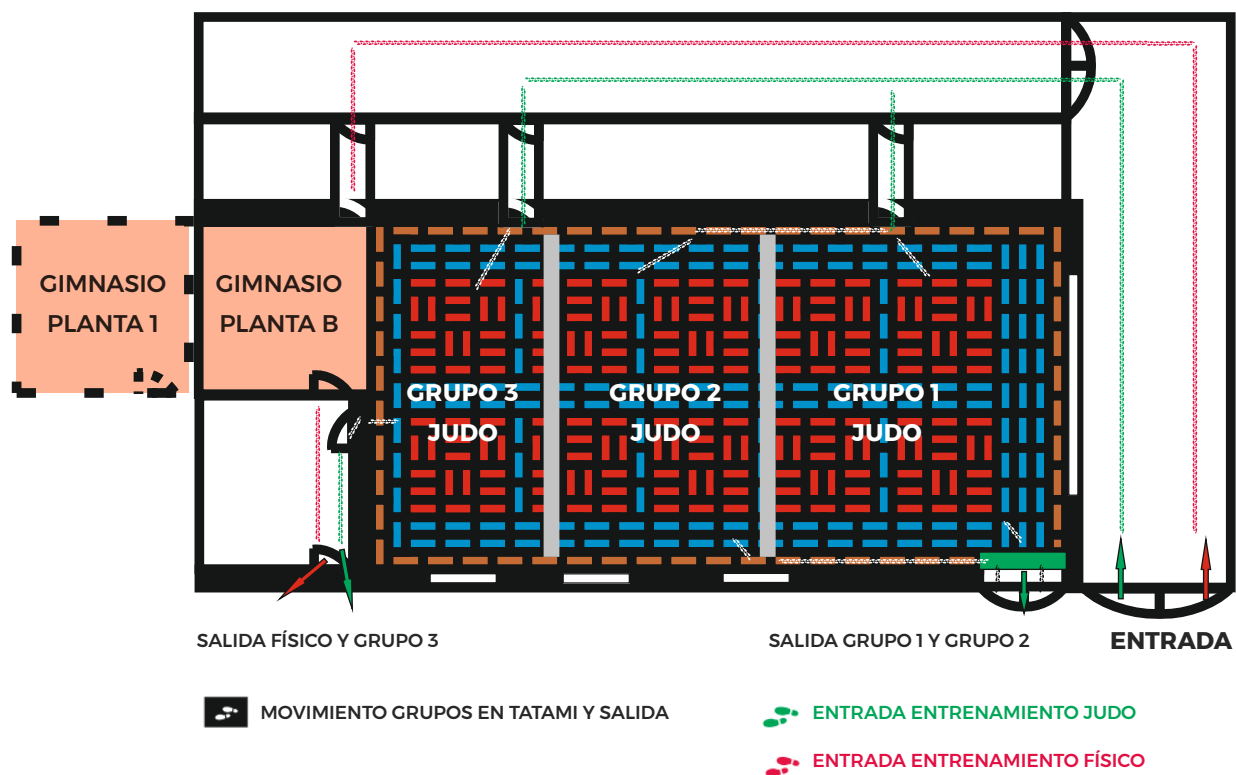 GIMNASIO
PLANTA 1
GIMNASIO
PLANTA B
GRUPO 3
JUDO
GRUPO 2
JUDO
GRUPO 1
JUDO
SALIDA FÍSICO Y GRUPO 3
SALIDA GRUPO 1 Y GRUPO 2
ENTRADA
MOVIMIENTO GRUPOS EN TATAMI Y SALIDA
ENTRADA ENTRENAMIENTO JUDO
ENTRADA ENTRENAMIENTO FÍSICO